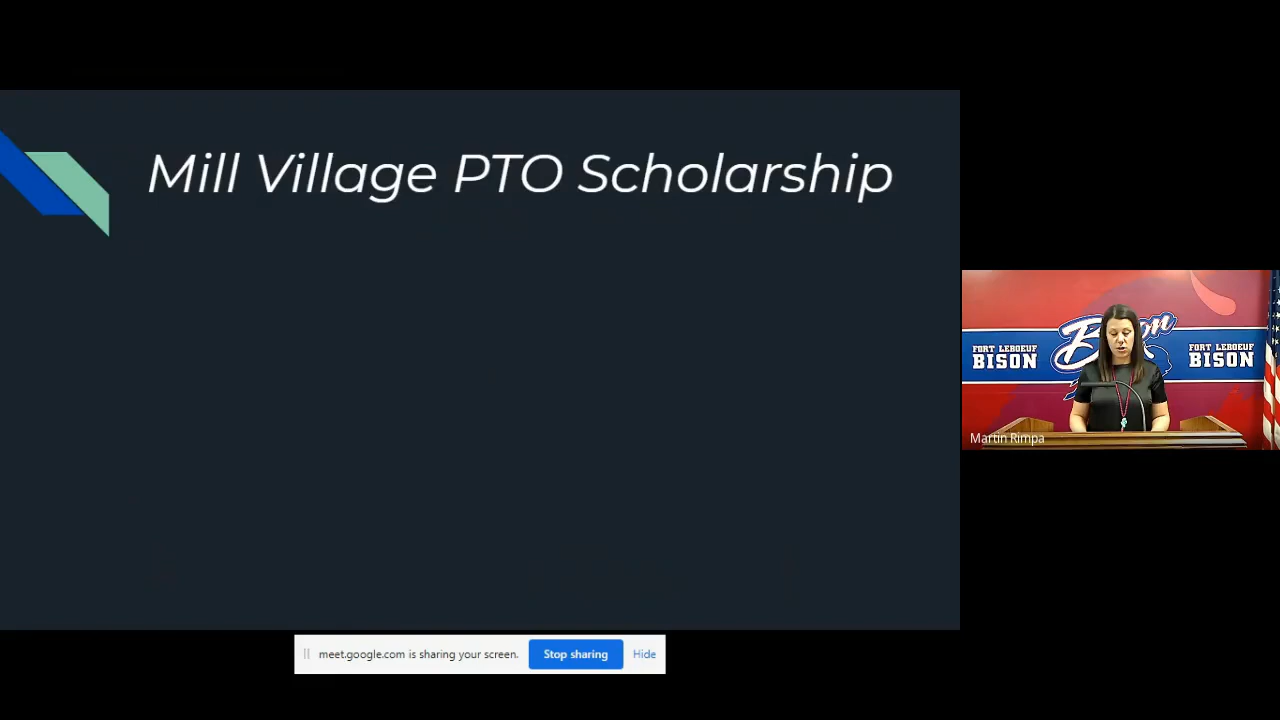 Mill Village PTO Scholarship
FORT LEBOEUF
BISON
Bison
FORT LEBOEUF
BISON
Martin Rimpa
meet.google.com is sharing your screen.
Stop sharing
Hide